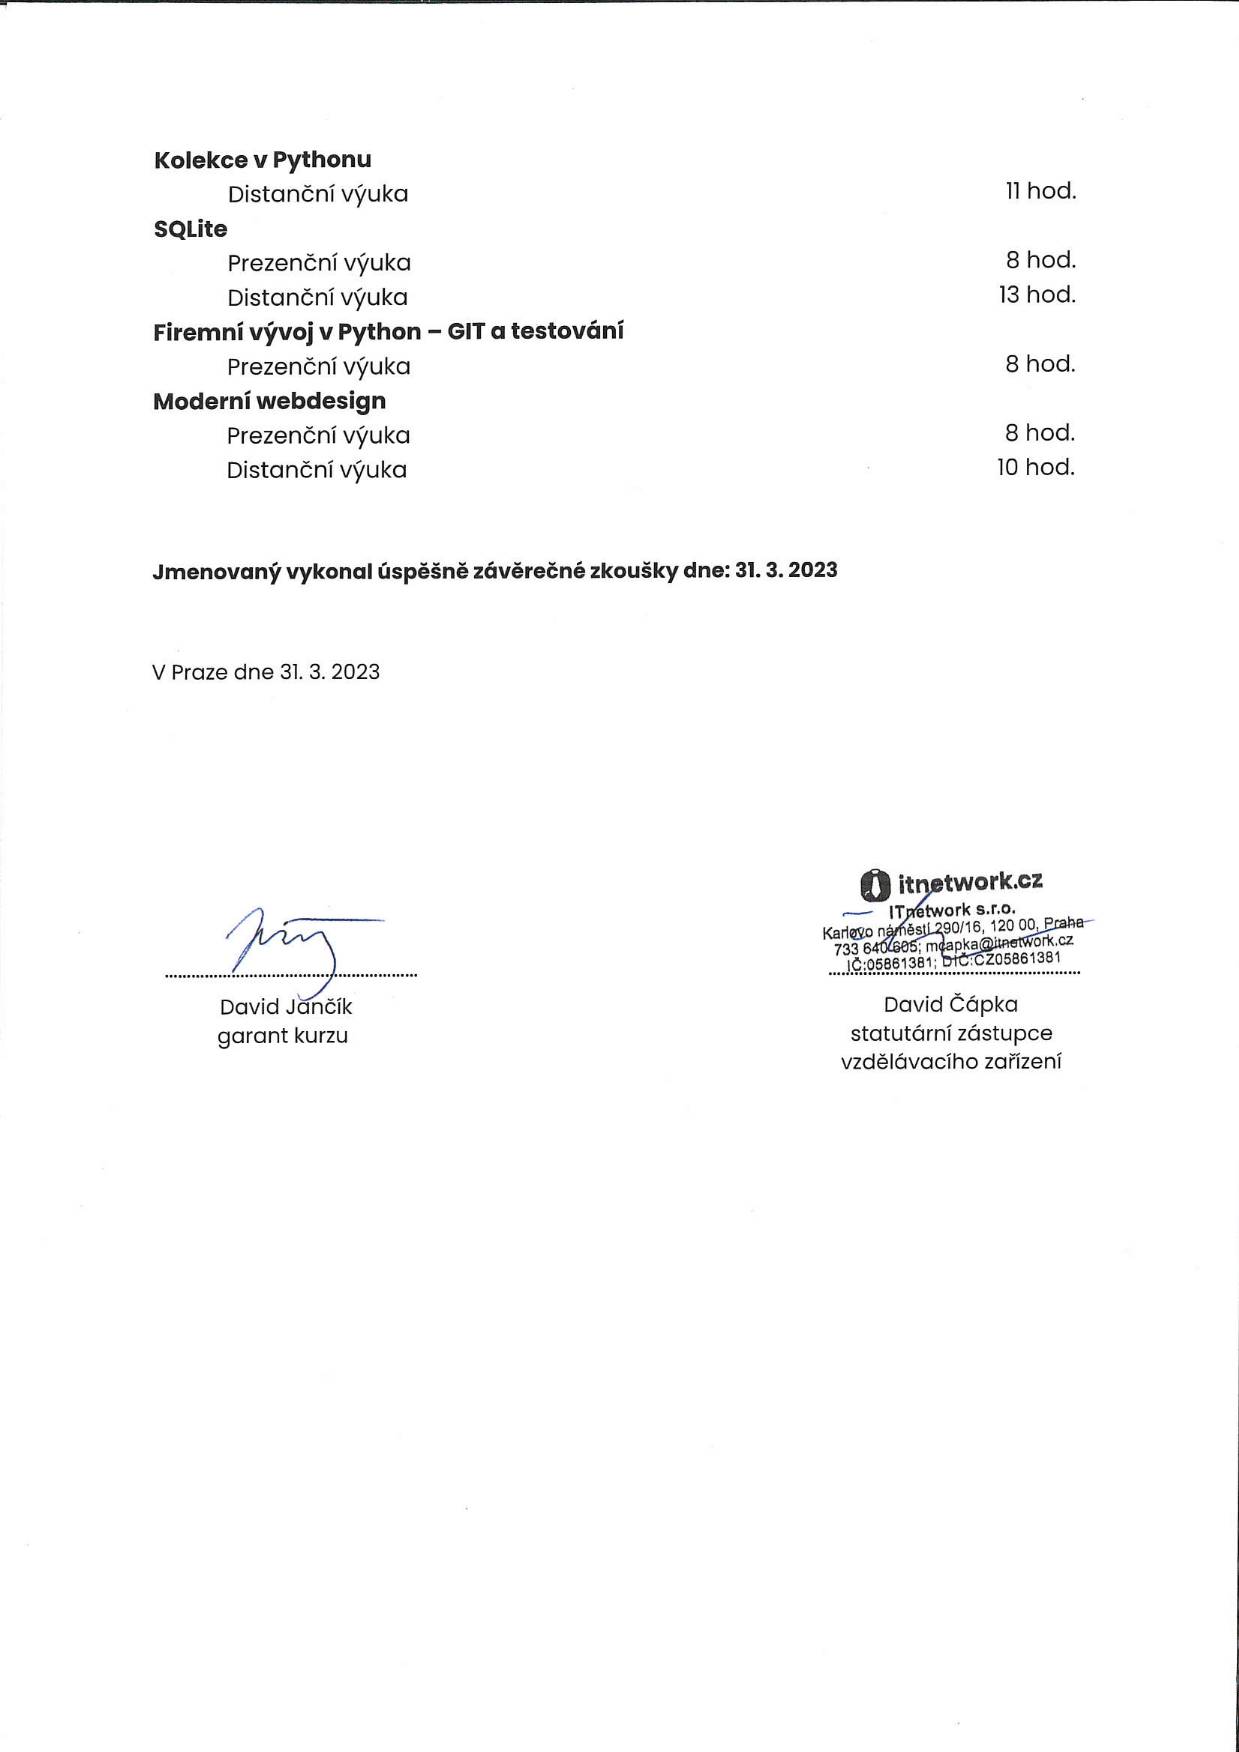 Kolekce v Pythonu
Distanční výuka 11 hod.
SQLite
Prezenční výuka 8 hod.
Distanční výuka 13 hod.
Firemní vývoj v Python – GIT a testování
Prezenční výuka 8 hod.
Moderní webdesign
Prezenční výuka 8 hod.
Distanční výuka 10 hod.
Jmenovaný vykonal úspěšně závěrečné zkoušky dne: 31. 3. 2023
V Praze dne 31. 3. 2023
itnetwork.cz
ITnetwork s.r.o.
Karlovo náměstí 290/16, 120 00, Praha
733 640 605; mcapka@itnetwork.cz
IČ:05861381; DIČ:CZ05861381
David Jančík
garant kurzu
David Čápka
statutární zástupce
vzdělávacího zařízení